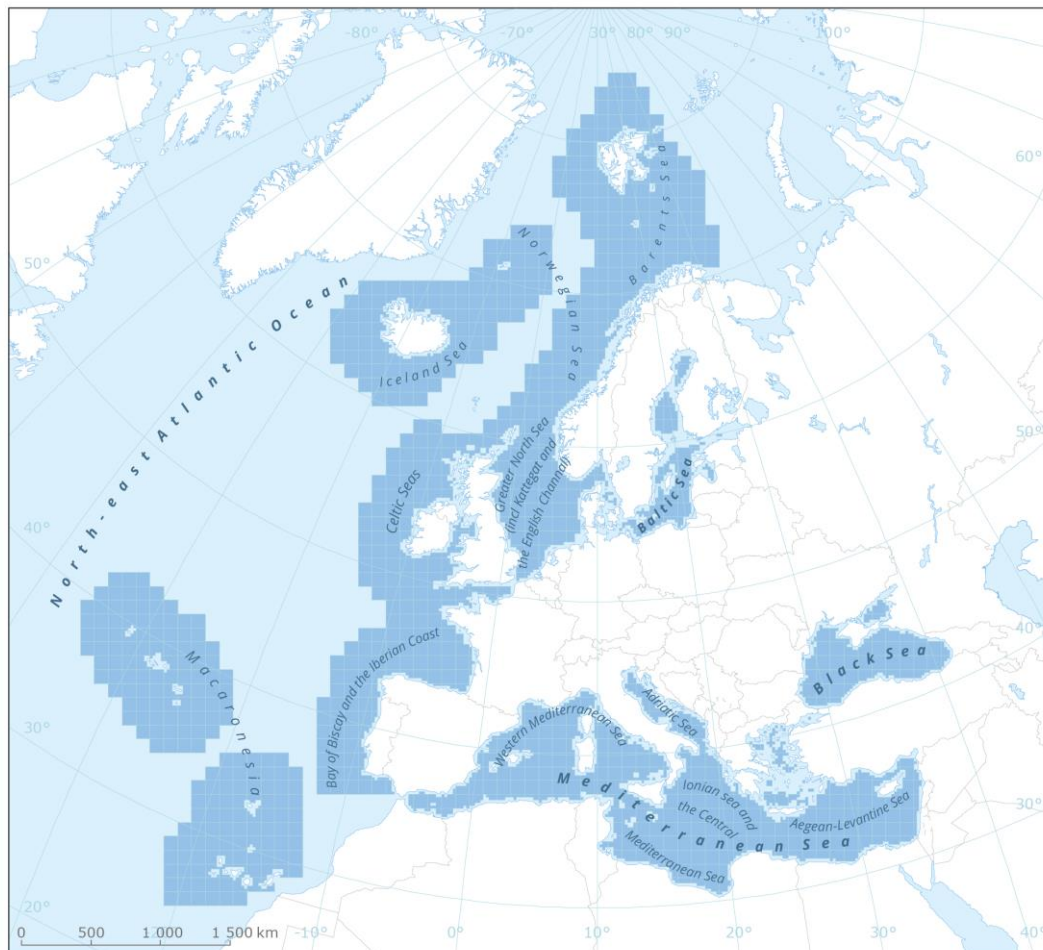 -80°
30°
80°
90°
100°
60°
50°
Barents Sea
Norwegian Sea
North-east Atlantic Ocean
Iceland Sea
50°
40°
Celtic Seas
Greater North Sea
(incl Kattegat and
the English Channal)
Baltic Sea
40°
Macaronesia
Bay of Biscay and the Iberian Coast
Black Sea
Adriatic Sea
Western Mediterranean Sea
30°
Mediterranean Sea
Ionian sea and
the Central
Mediterranean Sea
Aegean-Levantine Sea
30°
20°
-10°
0°
10°
20°
30°
40°
0 500 1 000 1 500 km